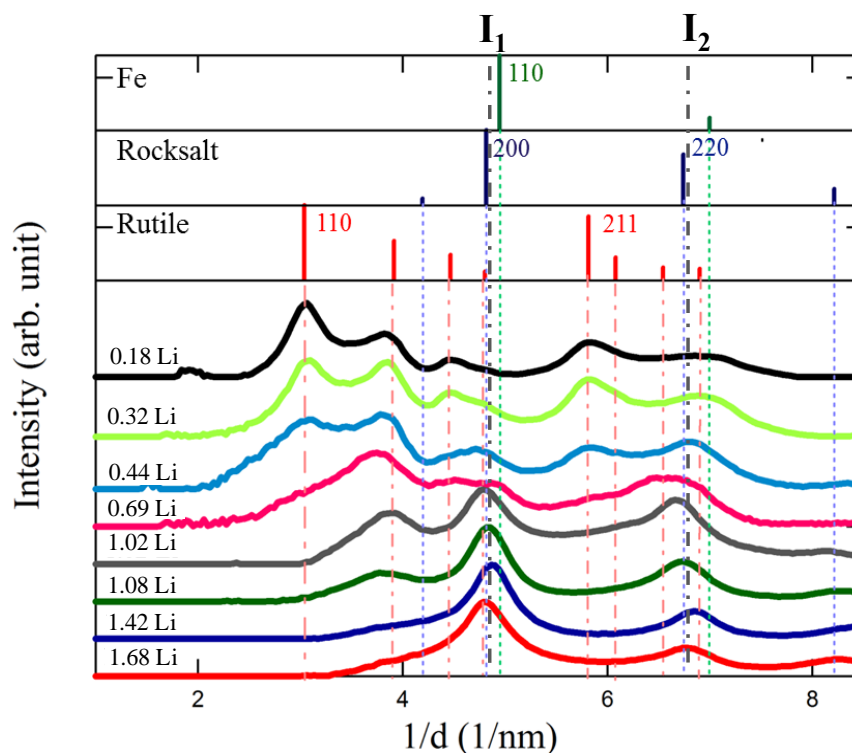 I₁ I₂
Fe 110
Rocksalt 200 220
Rutile 110 211
0.18 Li
0.32 Li
0.44 Li
0.69 Li
1.02 Li
1.08 Li
1.42 Li
1.68 Li
2 4 6 8
1/d (1/nm)
Intensity (arb. unit)